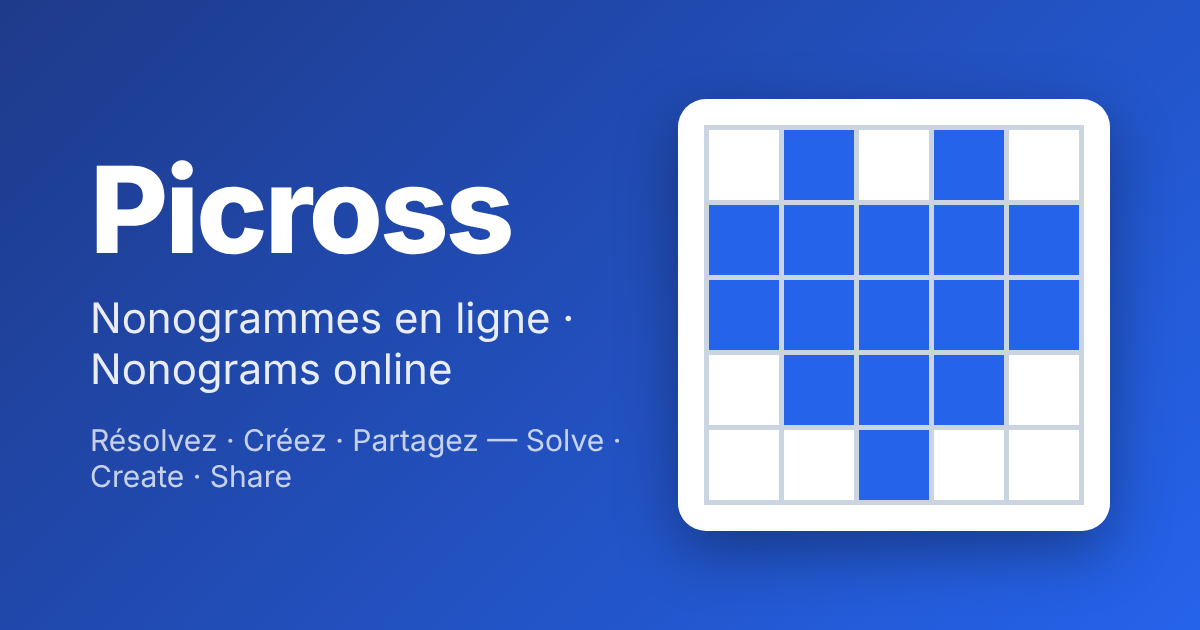 Picross
Nonogrammes en ligne ·
Nonograms online
Résolvez · Créez · Partagez — Solve ·
Create · Share